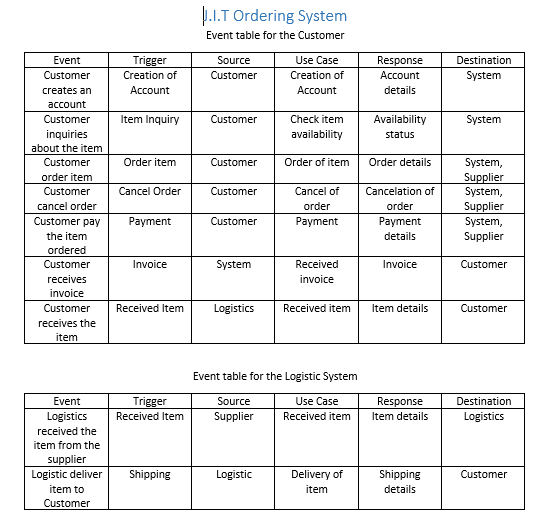 J.I.T Ordering System
Event table for the Customer
Event Trigger Source Use Case Response Destination
Customer creates an account Creation of Account Customer Creation of Account Account details System
Customer inquiries about the item Item Inquiry Customer Check item availability Availability status System
Customer order item Order item Customer Order of item Order details System, Supplier
Customer cancel order Cancel Order Customer Cancel of order Cancelation of order System, Supplier
Customer pay the item ordered Payment Customer Payment Payment details System, Supplier
Customer receives invoice Invoice System Received invoice Invoice Customer
Customer receives the item Received Item Logistics Received item Item details Customer
Event table for the Logistic System
Event Trigger Source Use Case Response Destination
Logistics received the item from the supplier Received Item Supplier Received item Item details Logistics
Logistic deliver item to Customer Shipping Logistic Delivery of item Shipping details Customer